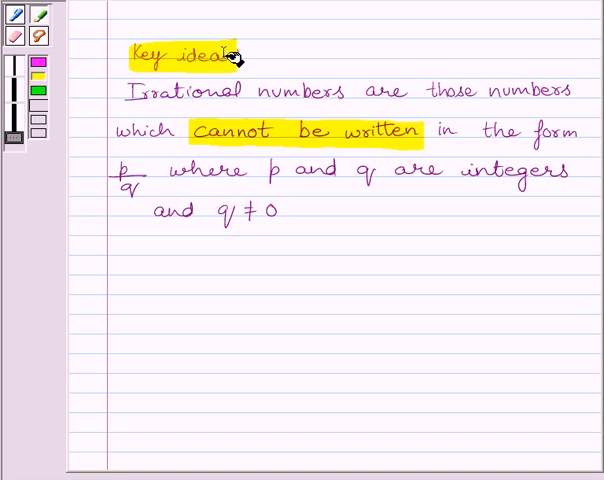 Key idea
Irrational numbers are those numbers
which cannot be written in the form
p/q where p and q are integers
and q ≠ 0